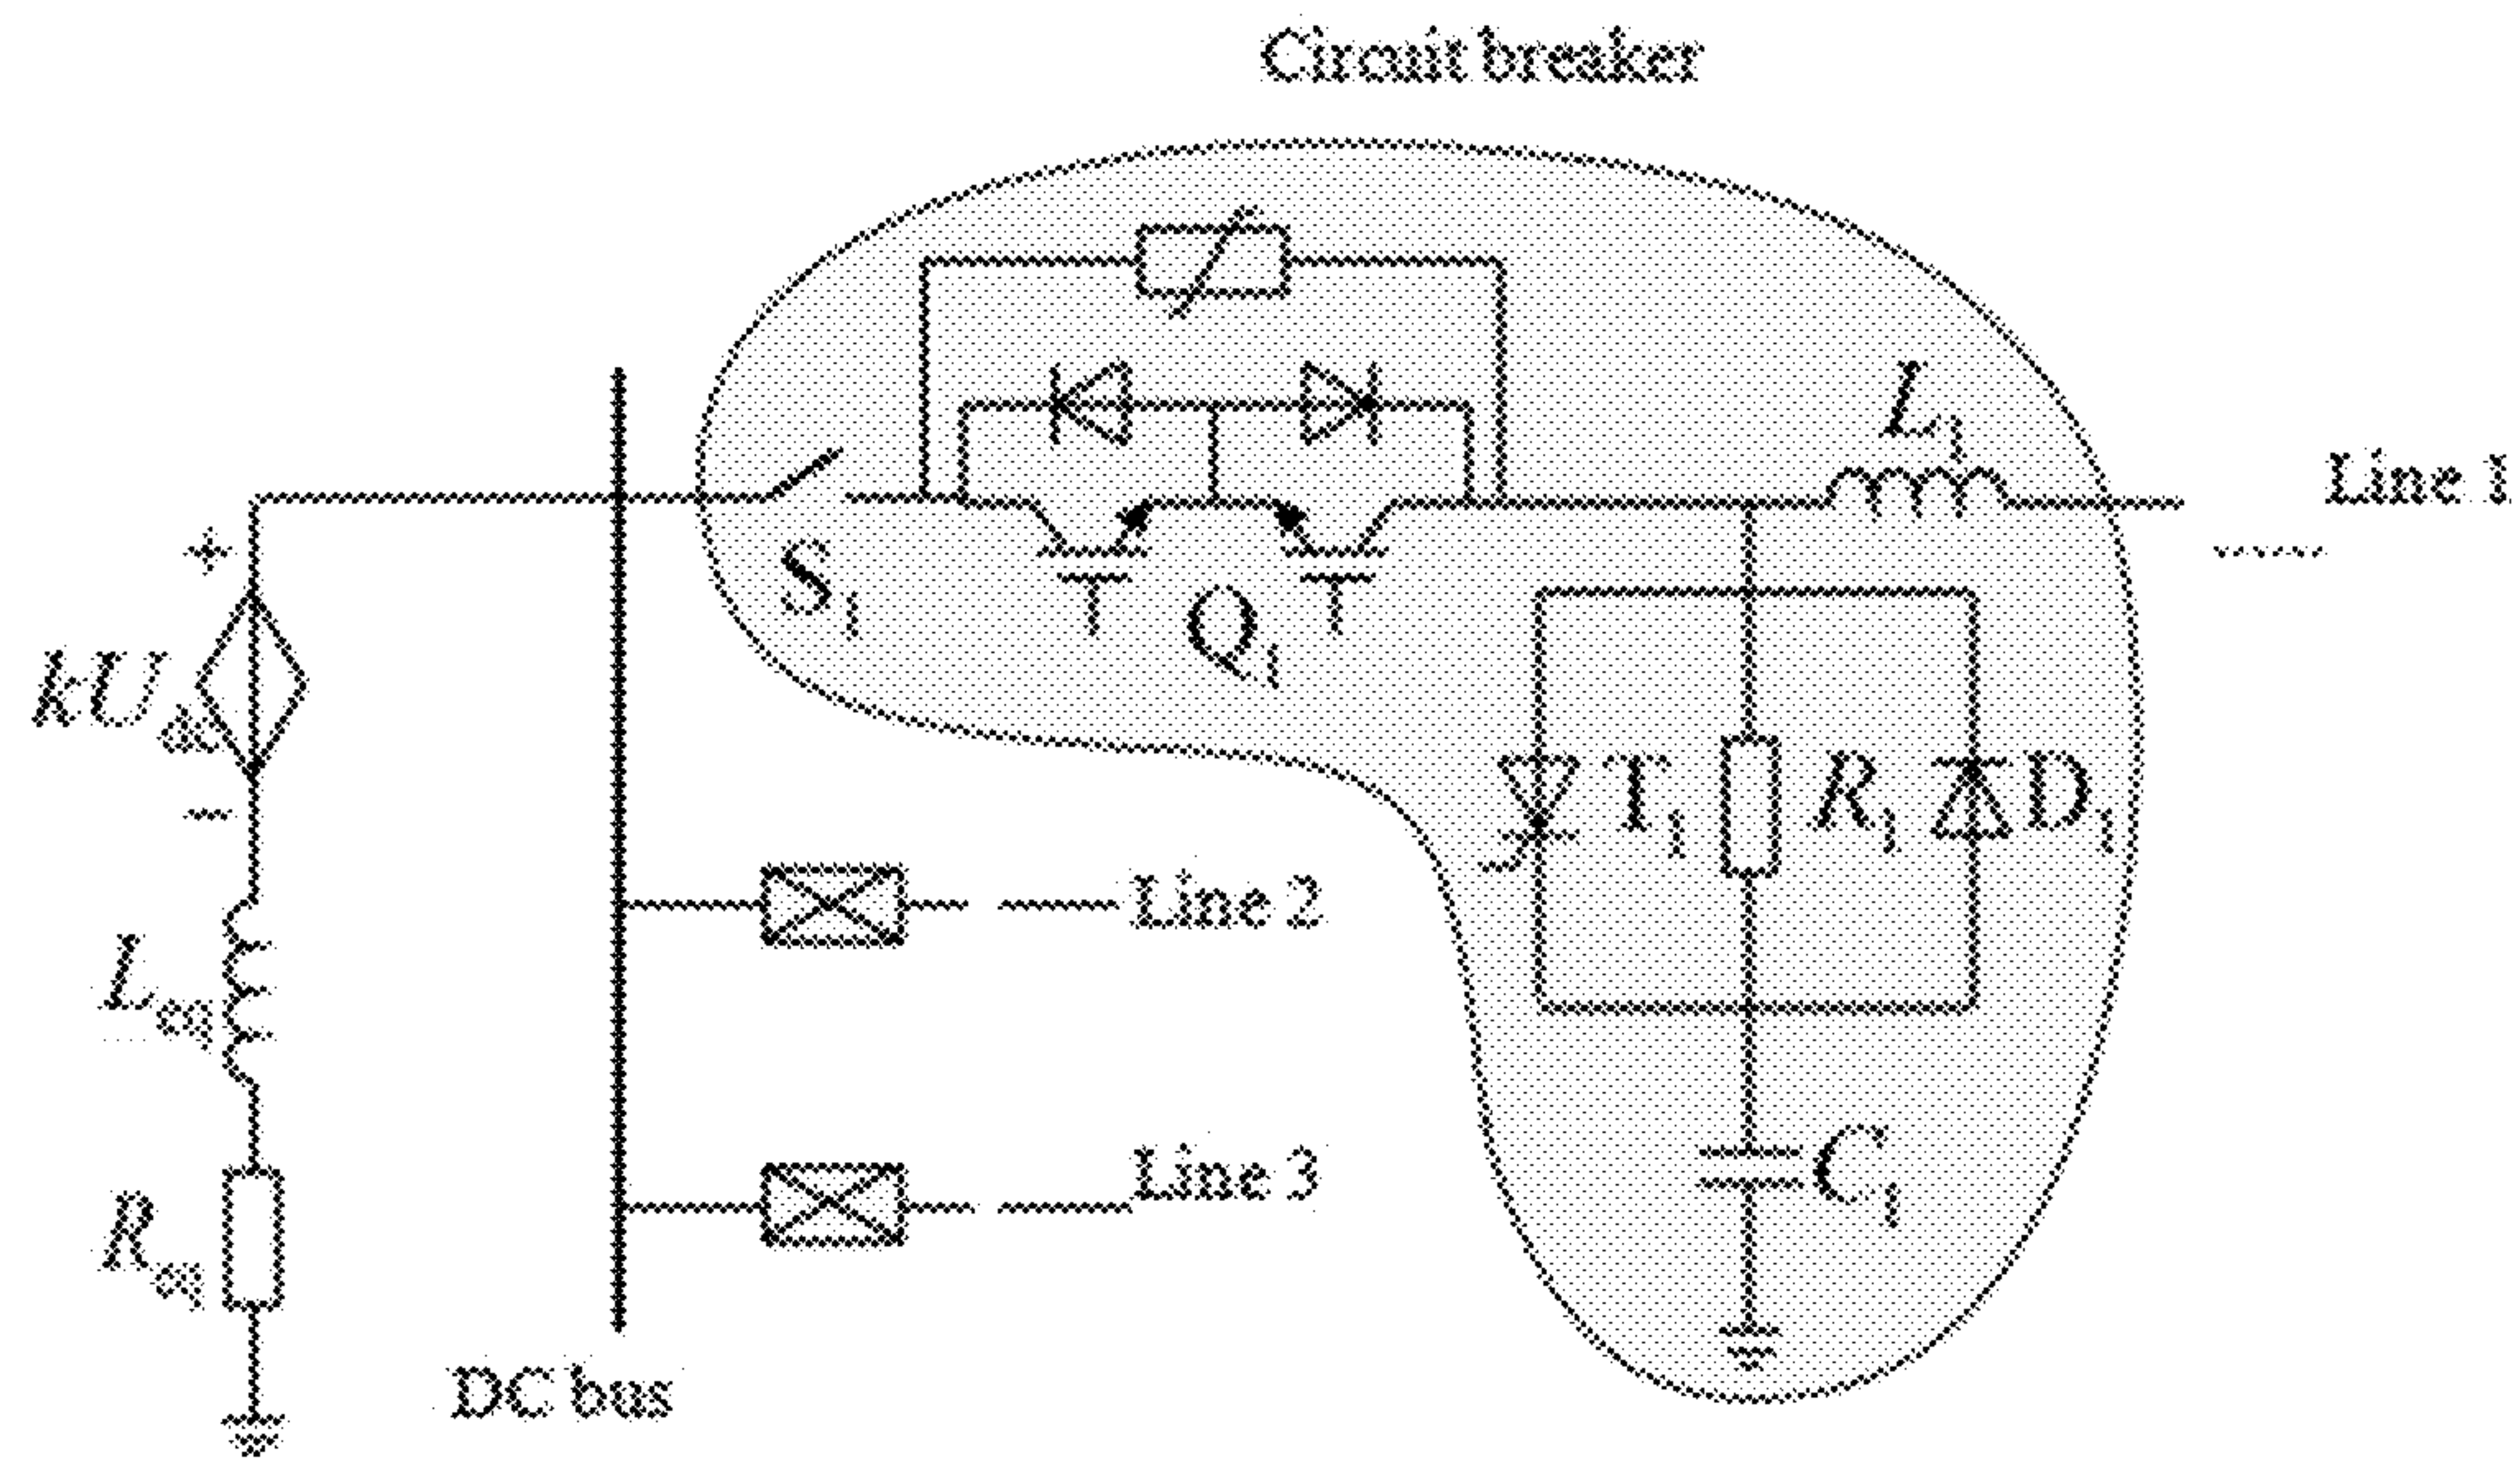 Circuit breaker
L1
Line 1
+
S1
Q1
kUdc
−
T1
R1
D1
Line 2
Leq
Line 3
C1
Req
DC bus